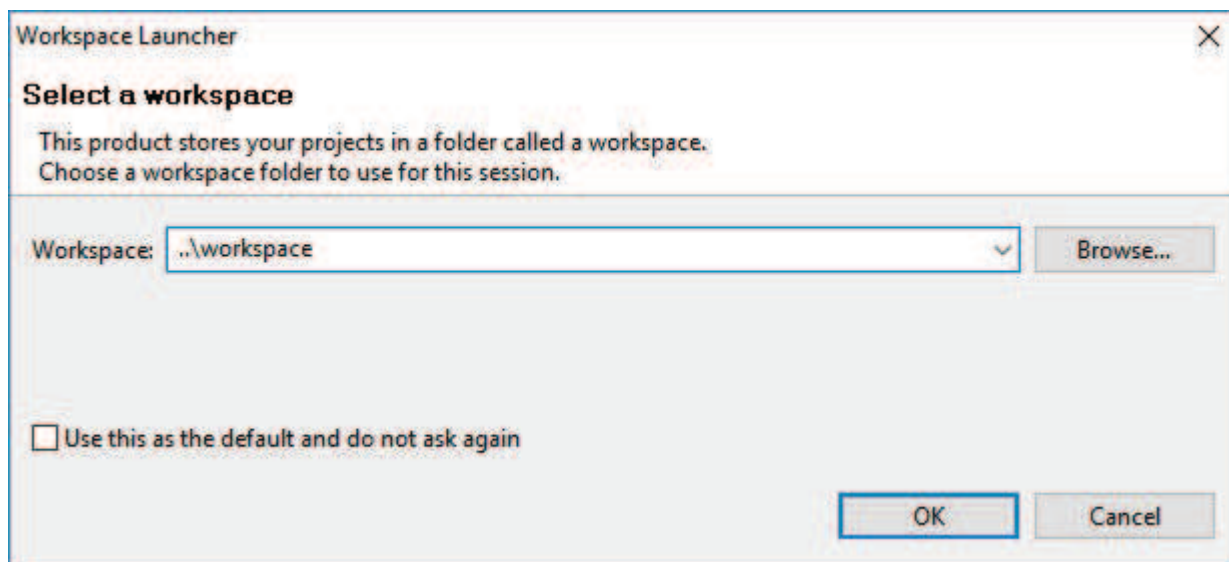 Workspace Launcher
Select a workspace
This product stores your projects in a folder called a workspace.
Choose a workspace folder to use for this session.
Workspace: ..\workspace Browse...
Use this as the default and do not ask again
OK Cancel